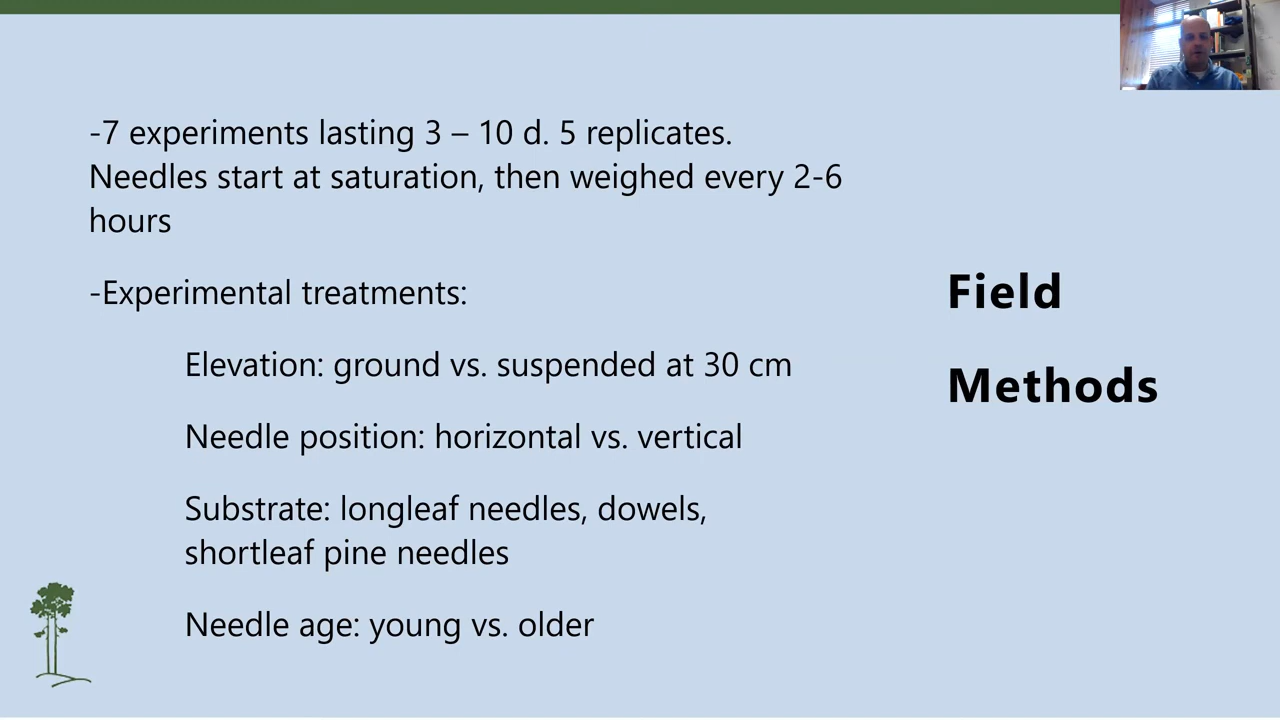 -7 experiments lasting 3 – 10 d. 5 replicates.
Needles start at saturation, then weighed every 2-6
hours
-Experimental treatments:
Elevation: ground vs. suspended at 30 cm
Needle position: horizontal vs. vertical
Substrate: longleaf needles, dowels,
shortleaf pine needles
Needle age: young vs. older
Field
Methods